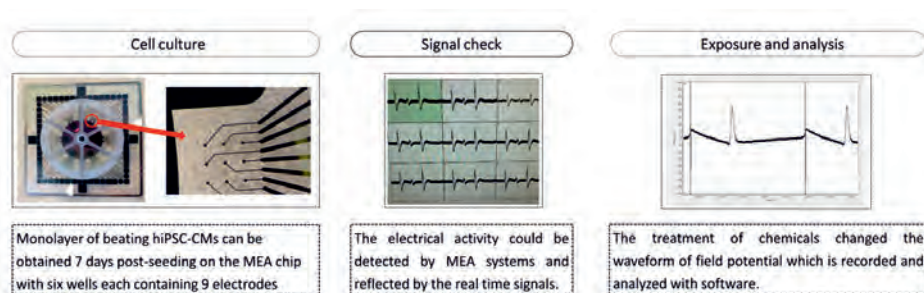 Cell culture
Signal check
Exposure and analysis
Monolayer of beating hiPSC-CMs can be
obtained 7 days post-seeding on the MEA chip
with six wells each containing 9 electrodes
The electrical activity could be
detected by MEA systems and
reflected by the real time signals.
The treatment of chemicals changed the
waveform of field potential which is recorded and
analyzed with software.